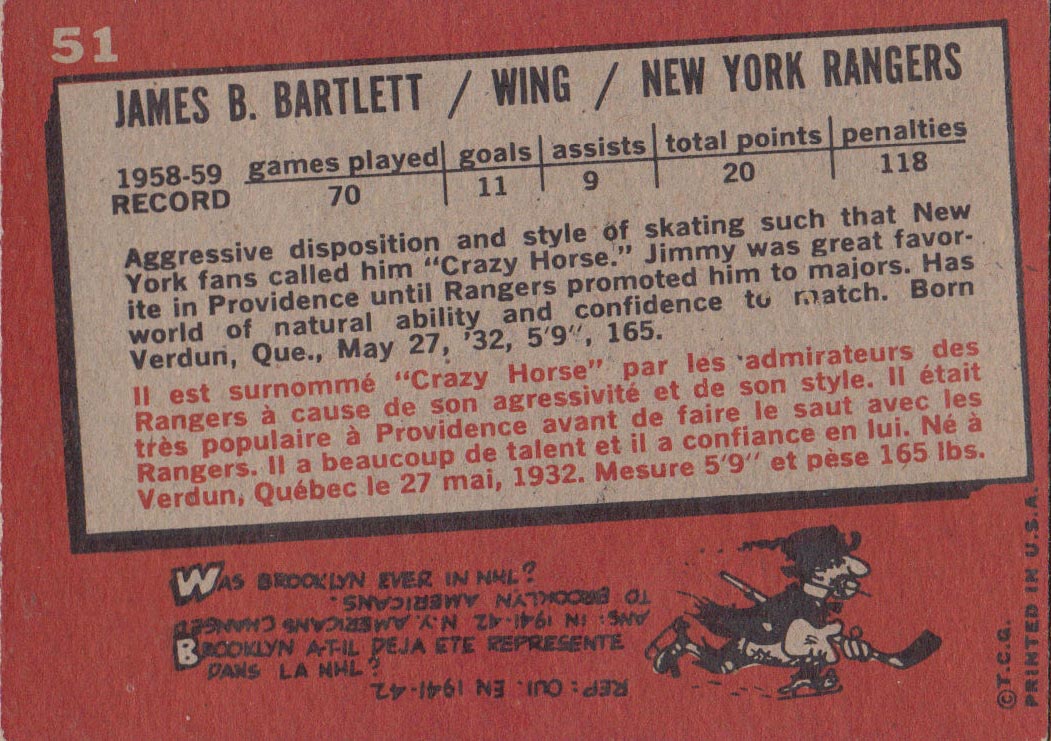 51
JAMES B. BARTLETT / WING / NEW YORK RANGERS
1958-59 RECORD games played goals assists total points penalties
70 11 9 20 118
Aggressive disposition and style of skating such that New
York fans called him "Crazy Horse." Jimmy was great favor-
ite in Providence until Rangers promoted him to majors. Has
world of natural ability and confidence to match. Born
Verdun, Que., May 27, '32, 5'9", 165.
Il est surnommé "Crazy Horse" par les admirateurs des
Rangers à cause de son agressivité et de son style. Il était
très populaire à Providence avant de faire le saut avec les
Rangers. Il a beaucoup de talent et il a confiance en lui. Né à
Verdun, Québec le 27 mai, 1932. Mesure 5'9" et pèse 165 lbs.
WAS BROOKLYN EVER IN NHL?
ANS: IN 1941-42 N.Y. AMERICANS CHANGED
TO BROOKLYN AMERICANS.
BROOKLYN A-T-IL DEJA ETE REPRESENTE
DANS LA NHL?
REP: OUI. EN 1941-42
© T.C.G.
PRINTED IN U.S.A.